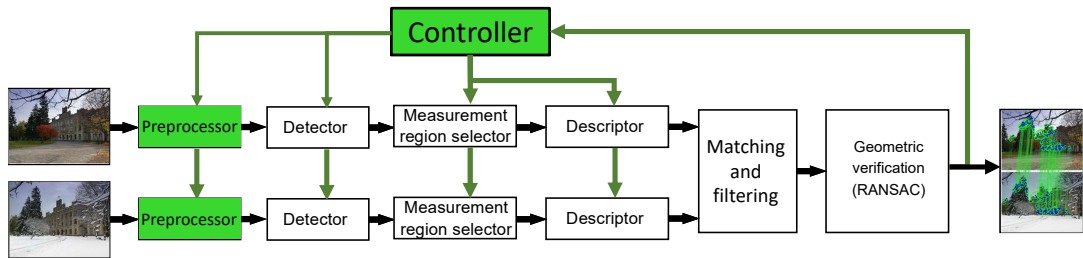 Controller
Preprocessor
Detector
Measurement
region selector
Descriptor
Matching
and
filtering
Geometric
verification
(RANSAC)
Preprocessor
Detector
Measurement
region selector
Descriptor